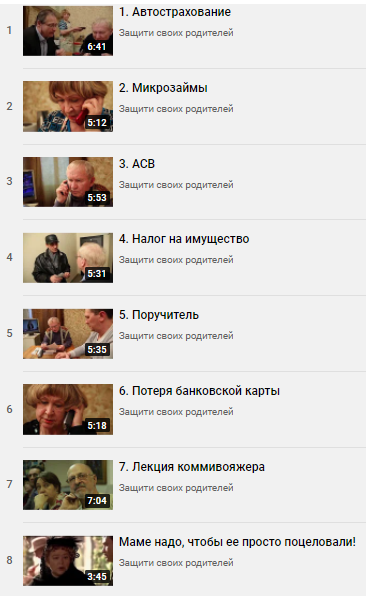 1
6:41
1. Автострахование
Защити своих родителей
2
5:12
2. Микрозаймы
Защити своих родителей
3
5:53
3. АСВ
Защити своих родителей
4
5:31
4. Налог на имущество
Защити своих родителей
5
5:35
5. Поручитель
Защити своих родителей
6
5:18
6. Потеря банковской карты
Защити своих родителей
7
7:04
7. Лекция коммивояжера
Защити своих родителей
8
3:45
Маме надо, чтобы ее просто поцеловали!
Защити своих родителей